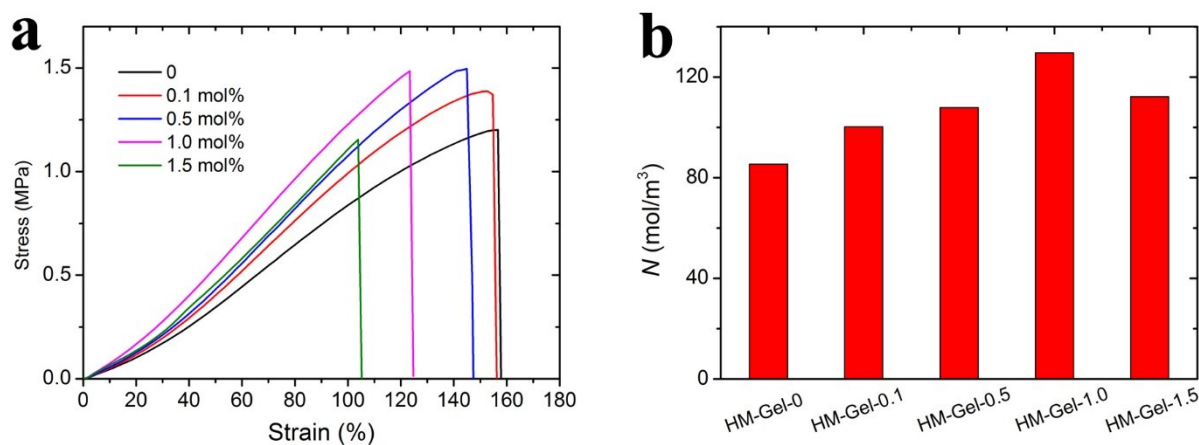 a
Stress (MPa)
1.5
1.0
0.5
0.0
0
0.1 mol%
0.5 mol%
1.0 mol%
1.5 mol%
0 20 40 60 80 100 120 140 160 180
Strain (%)
b
N (mol/m³)
120
80
40
0
HM-Gel-0 HM-Gel-0.1 HM-Gel-0.5 HM-Gel-1.0 HM-Gel-1.5